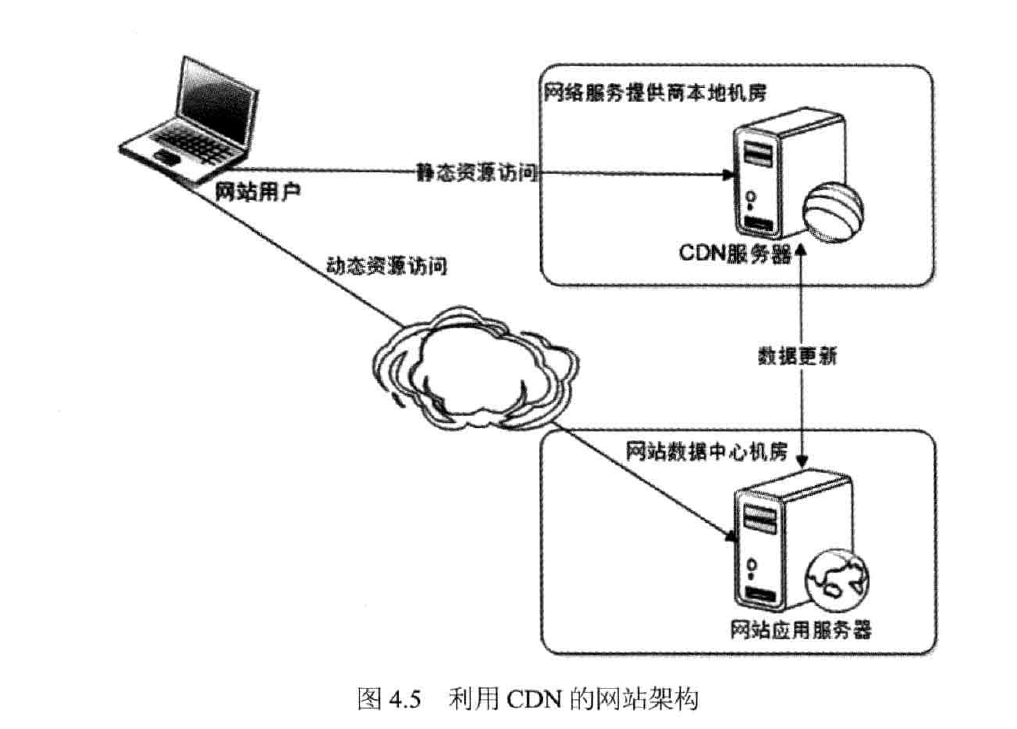 网络服务提供商本地机房
静态资源访问
网站用户
CDN服务器
动态资源访问
数据更新
网站数据中心机房
网站应用服务器
图 4.5 利用 CDN 的网站架构